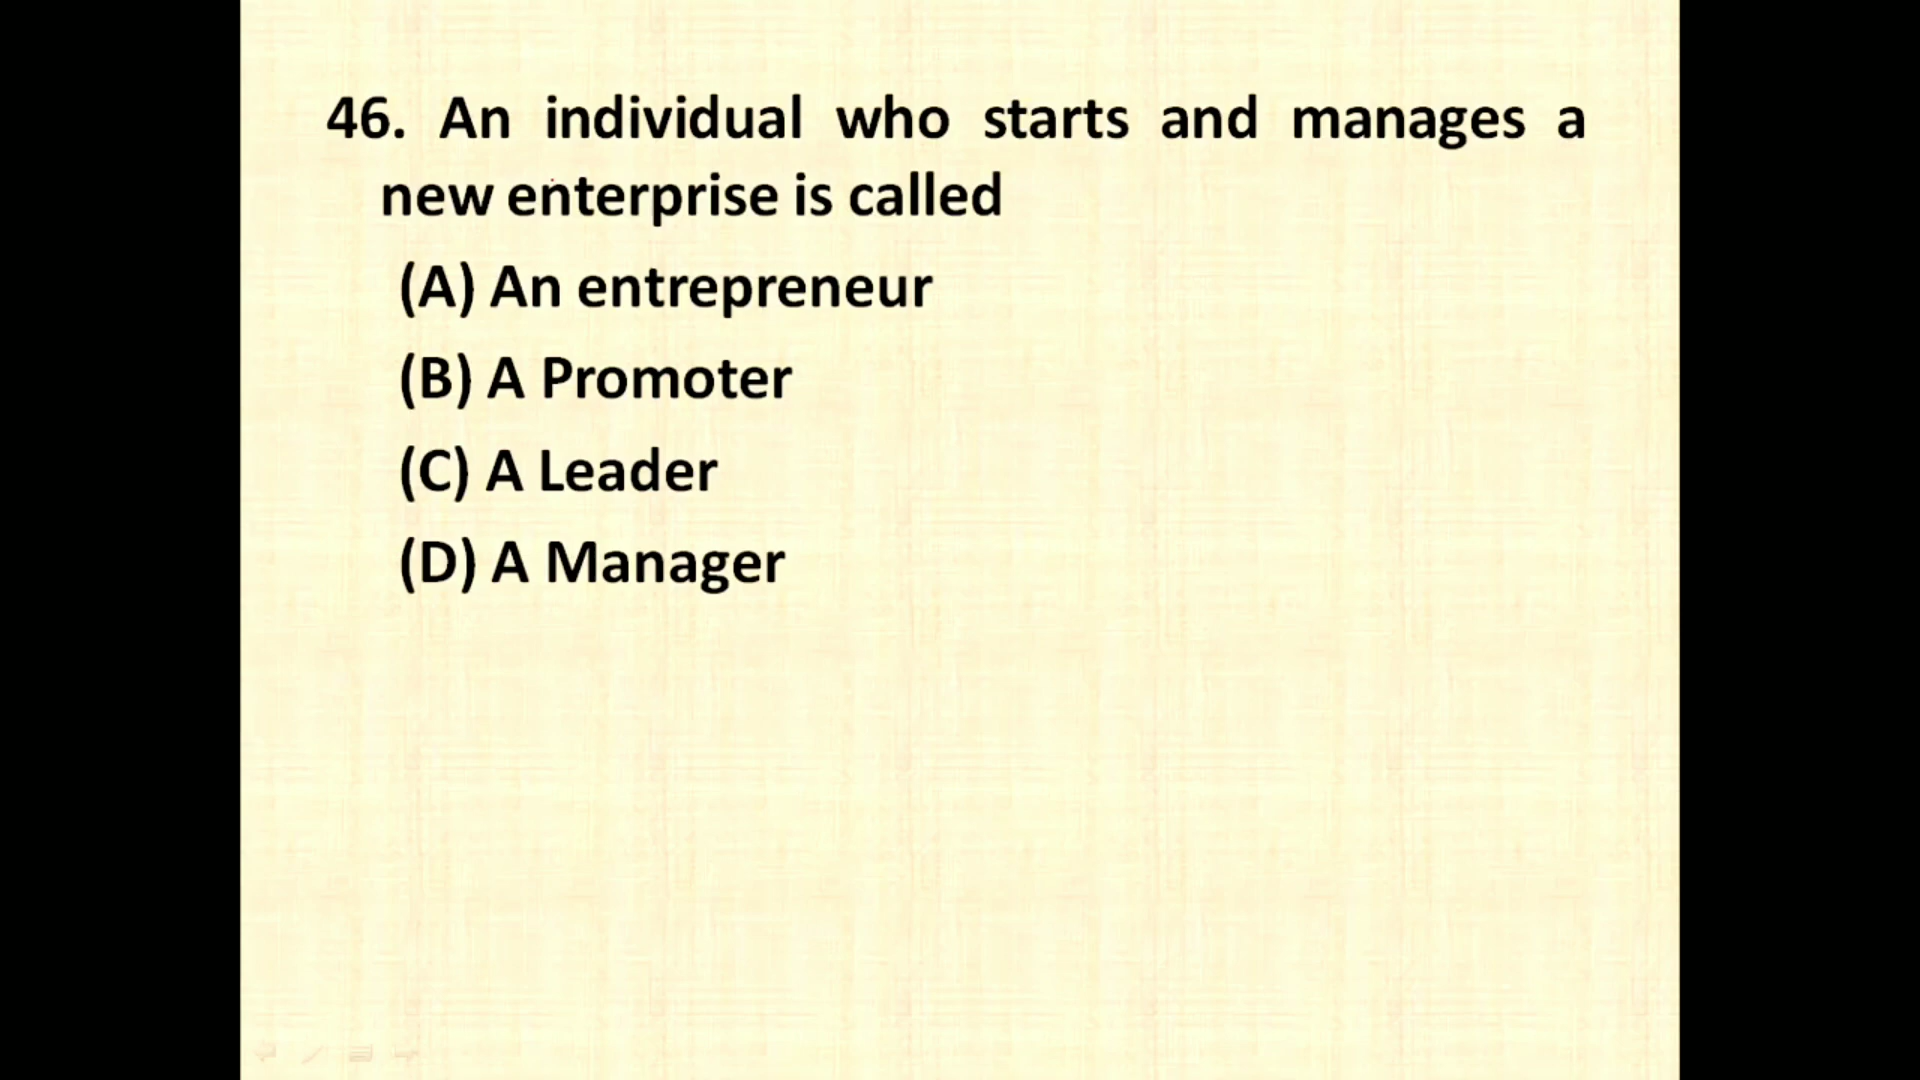 46. An individual who starts and manages a
new enterprise is called
(A) An entrepreneur
(B) A Promoter
(C) A Leader
(D) A Manager